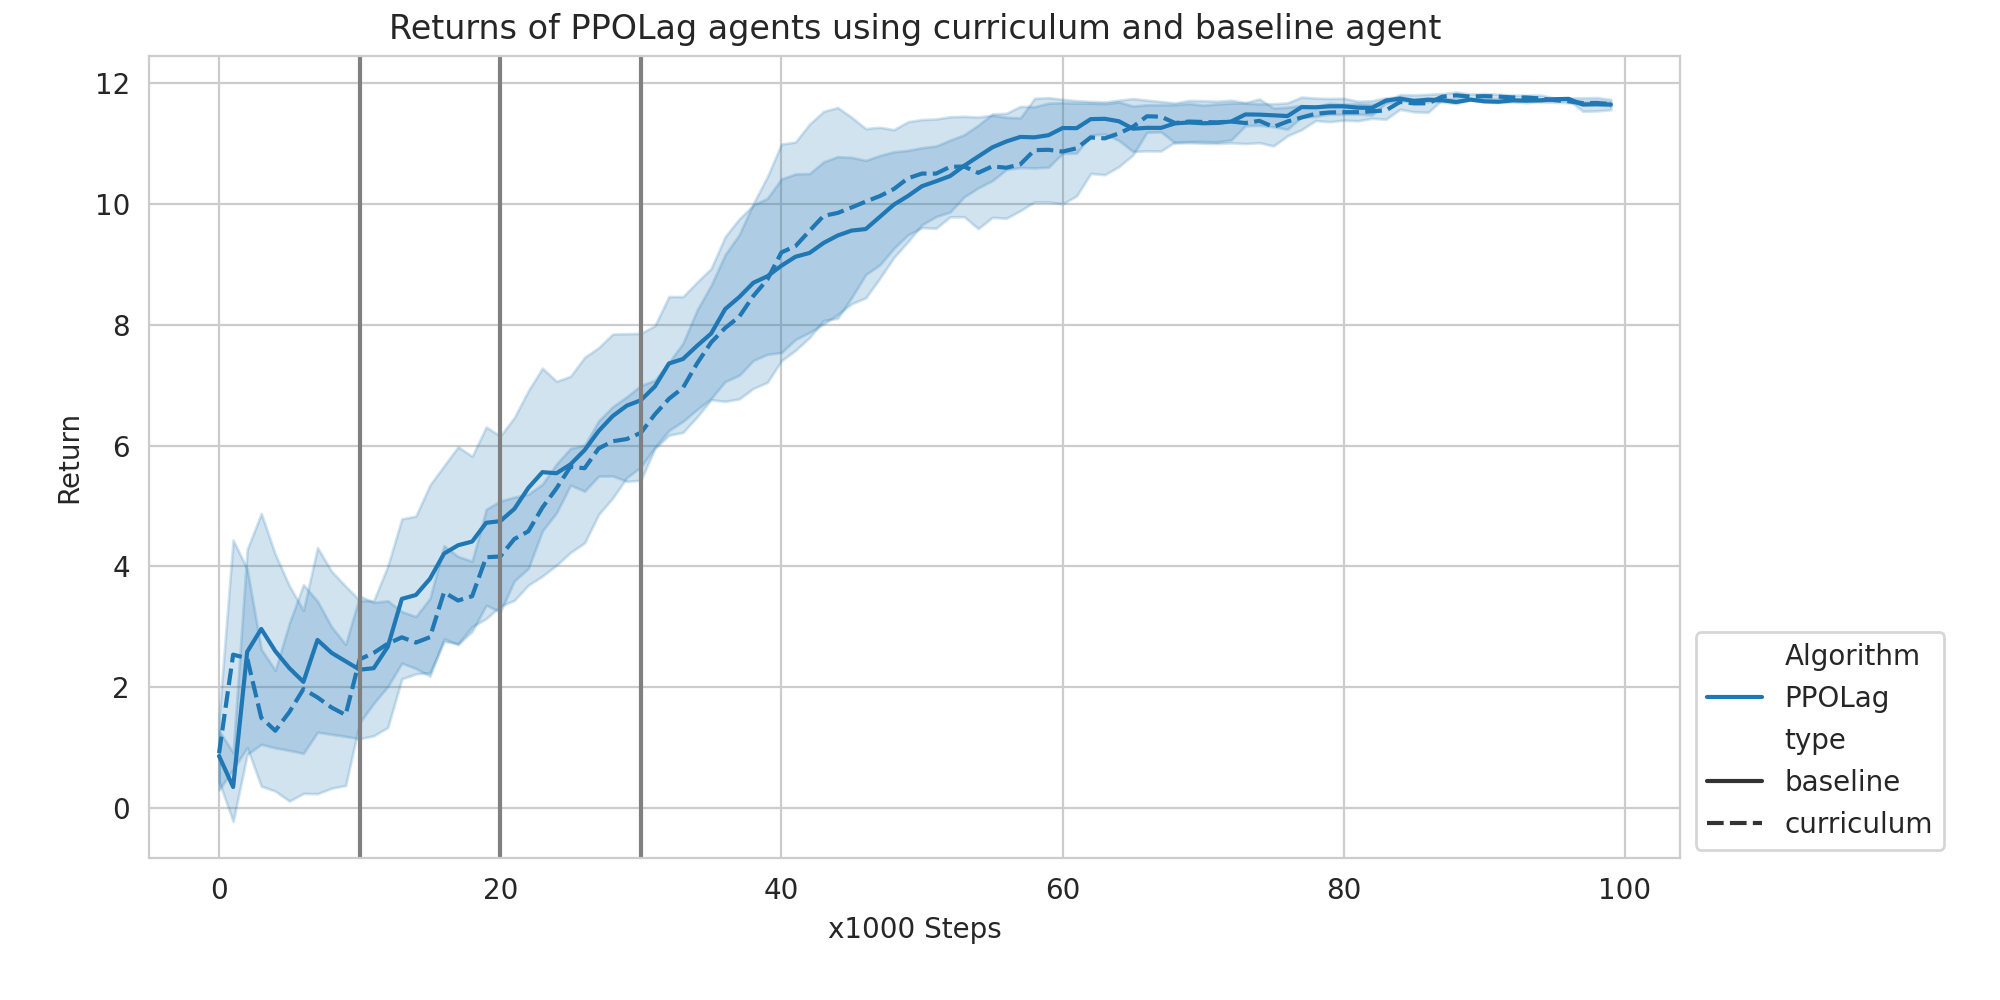 Returns of PPOLag agents using curriculum and baseline agent
12
10
8
6
4
2
0
Return
0 20 40 60 80 100
x1000 Steps
Algorithm
PPOLag
type
baseline
curriculum